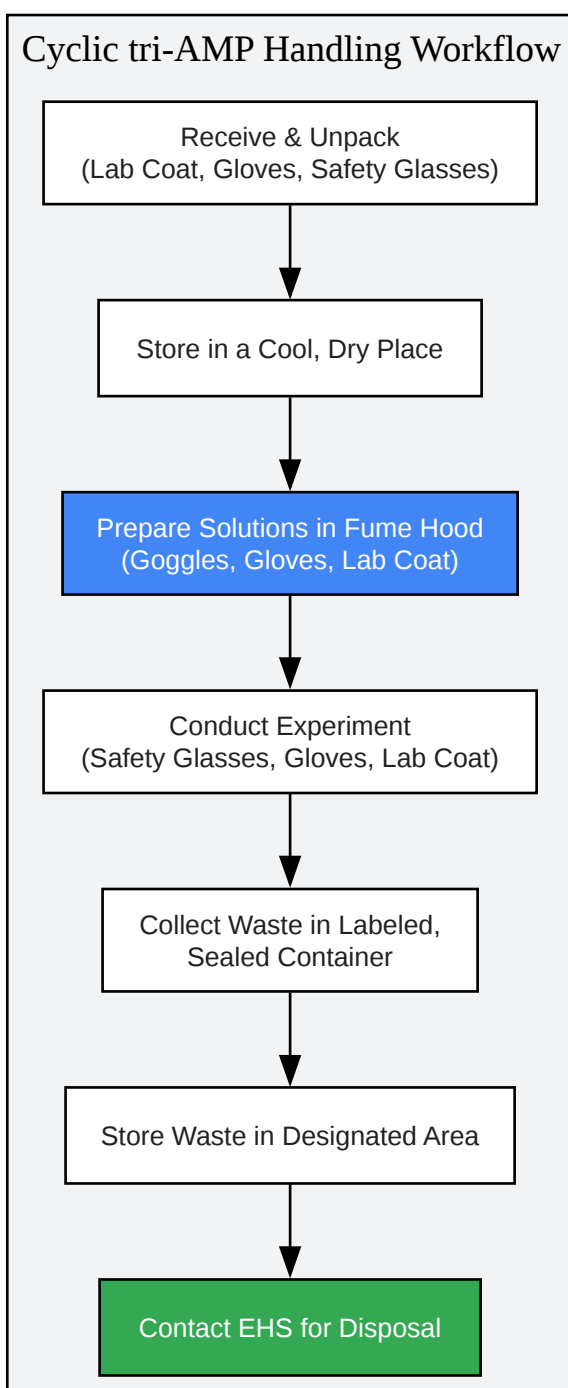 Cyclic tri-AMP Handling Workflow
Receive & Unpack
(Lab Coat, Gloves, Safety Glasses)
Store in a Cool, Dry Place
Prepare Solutions in Fume Hood
(Goggles, Gloves, Lab Coat)
Conduct Experiment
(Safety Glasses, Gloves, Lab Coat)
Collect Waste in Labeled,
Sealed Container
Store Waste in Designated Area
Contact EHS for Disposal